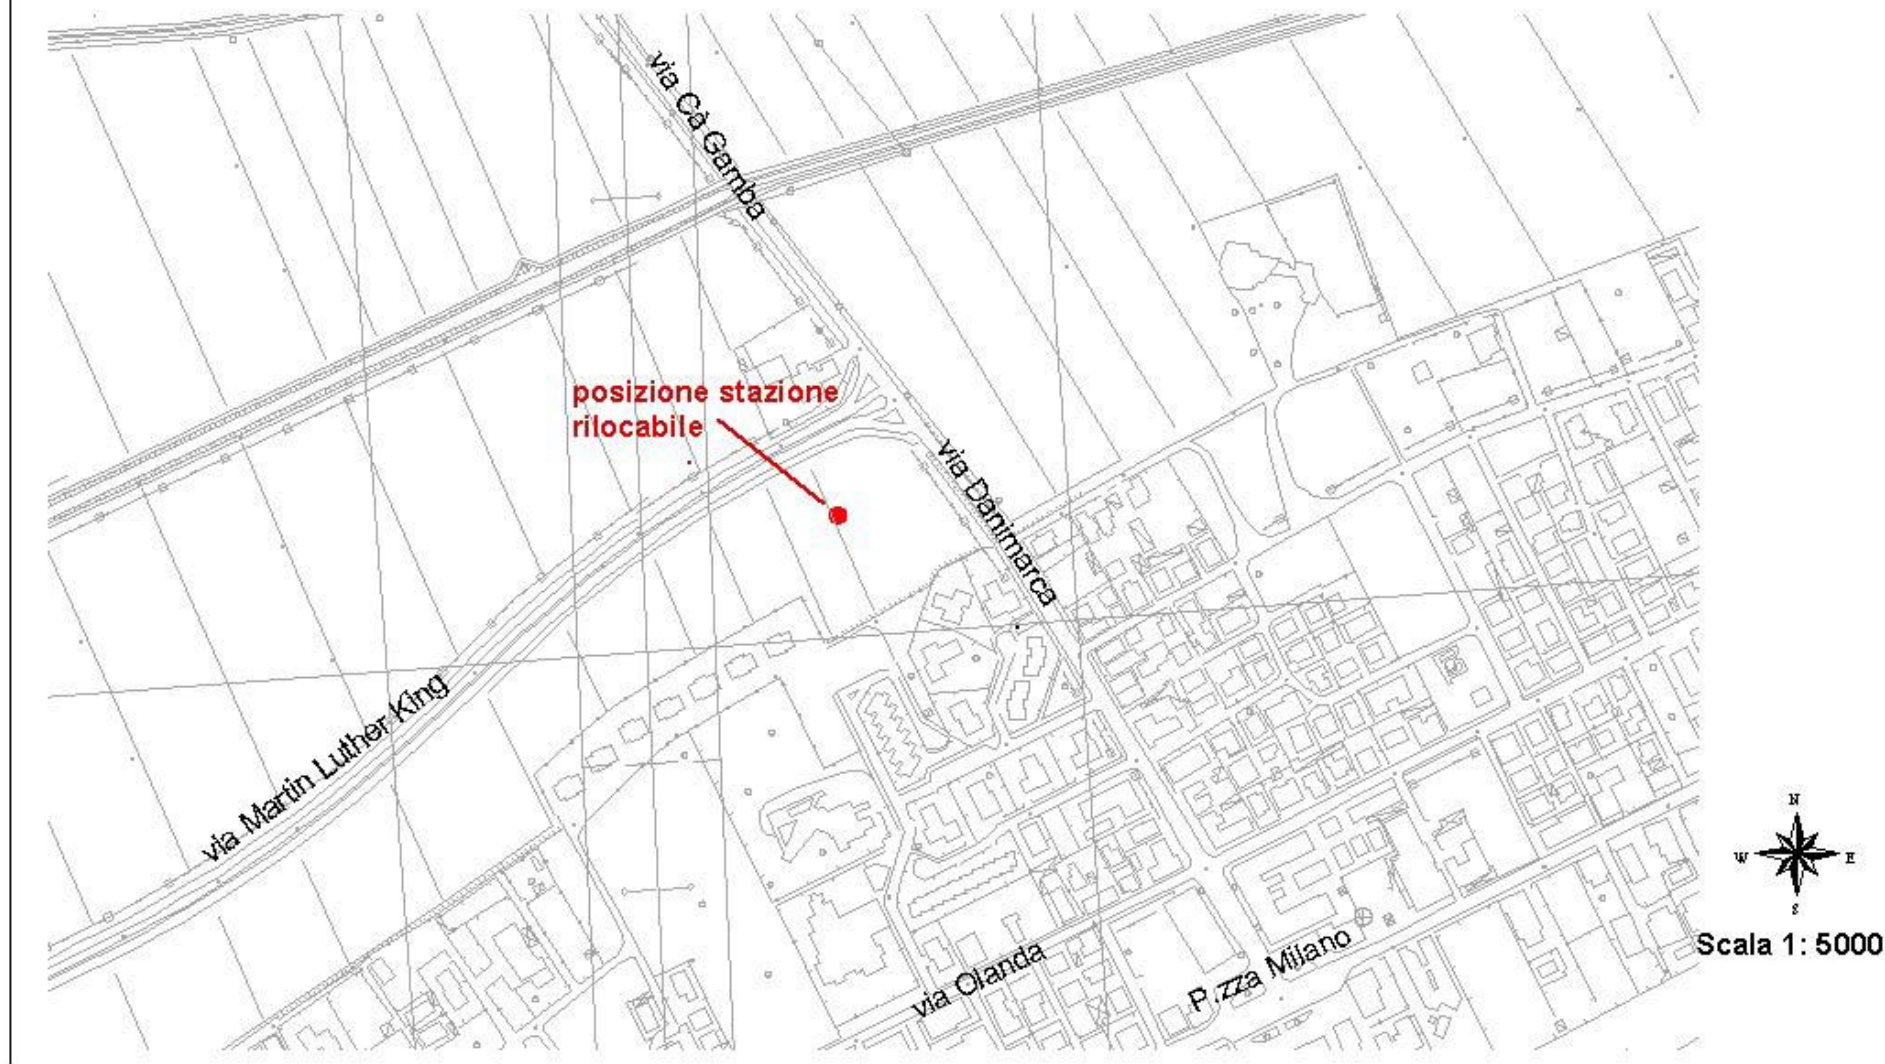 via Cà Gamba
posizione stazione
rilocabile
via Danimarca
via Martin Luther King
N
W E
S
Scala 1: 5000
via Olanda
P.zza Milano